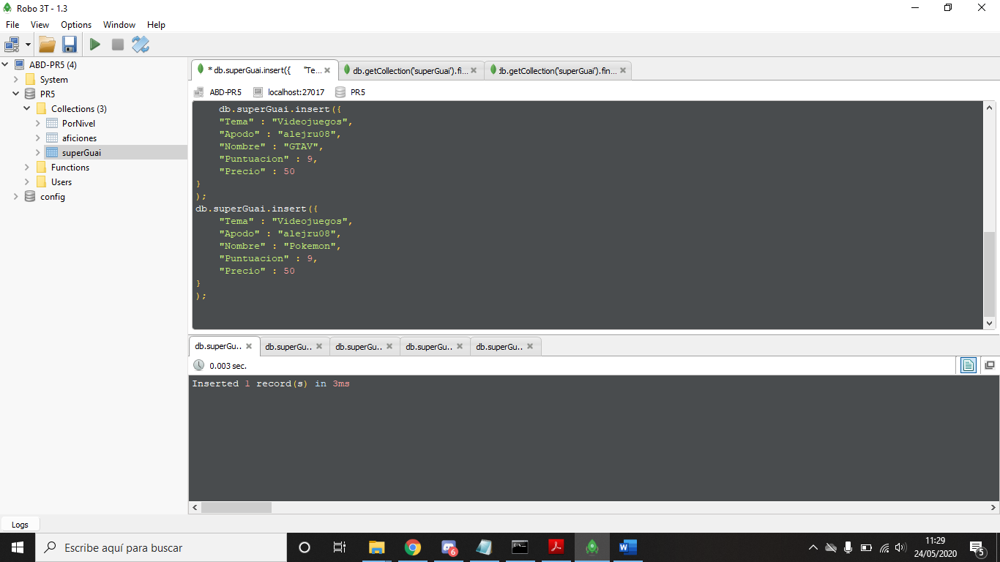 Robo 3T - 1.3
File View Options Window Help
ABD-PR5 (4)
System
PR5
Collections (3)
PorNivel
aficiones
superGuai
Functions
Users
config
* db.superGuai.insert({ "Te...
db.getCollection('superGuai').fi...
db.getCollection('superGuai').fin...
ABD-PR5 localhost:27017 PR5
db.superGuai.insert({
"Tema" : "Videojuegos",
"Apodo" : "alejru08",
"Nombre" : "GTAV",
"Puntuacion" : 9,
"Precio" : 50
}
);
db.superGuai.insert({
"Tema" : "Videojuegos",
"Apodo" : "alejru08",
"Nombre" : "Pokemon",
"Puntuacion" : 9,
"Precio" : 50
}
);
db.superGu.. db.superGu.. db.superGu.. db.superGu.. db.superGu..
0.003 sec.
Inserted 1 record(s) in 3ms
Logs
Escribe aquí para buscar
6
11:29
24/05/2020
5